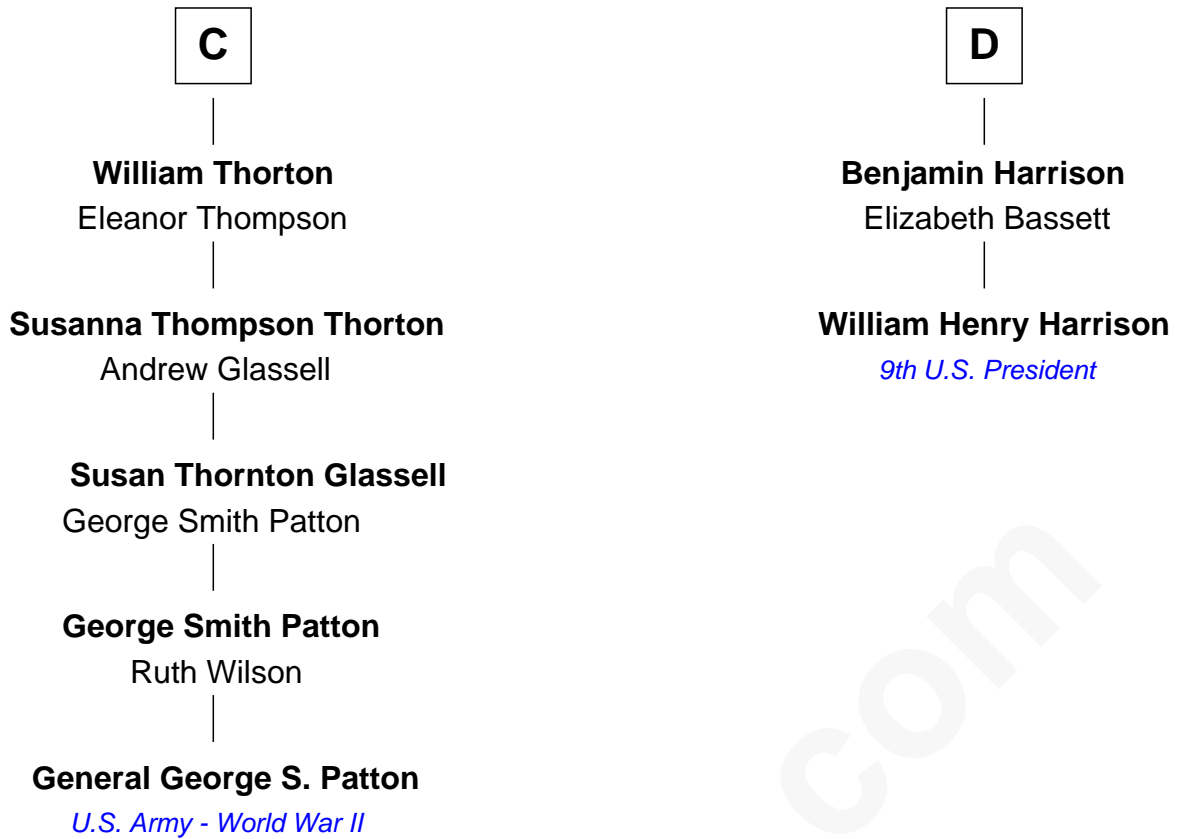 C
William Thorton
Eleanor Thompson
Susanna Thompson Thorton
Andrew Glassell
Susan Thornton Glassell
George Smith Patton
George Smith Patton
Ruth Wilson
General George S. Patton
U.S. Army - World War II
D
Benjamin Harrison
Elizabeth Bassett
William Henry Harrison
9th U.S. President
com